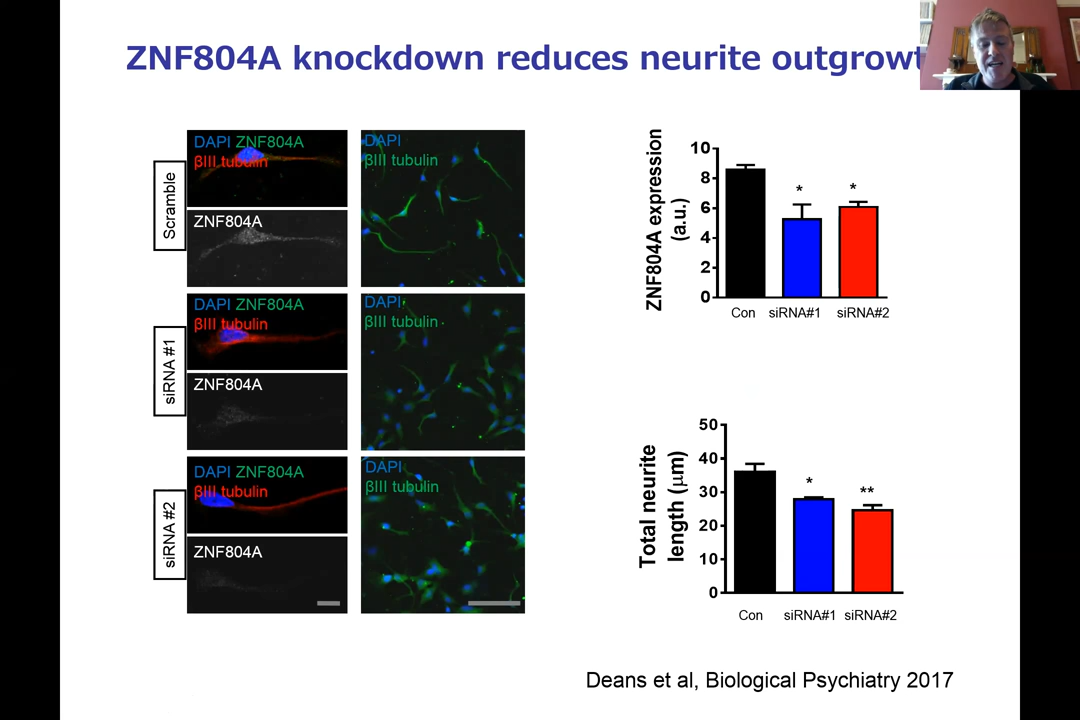 ZNF804A knockdown reduces neurite outgrowt
Scramble
DAPI ZNF804A
βIII tubulin
ZNF804A
DAPI
βIII tubulin
siRNA #1
DAPI ZNF804A
βIII tubulin
ZNF804A
DAPI
βIII tubulin
siRNA #2
DAPI ZNF804A
βIII tubulin
ZNF804A
DAPI
βIII tubulin
ZNF804A expression
(a.u.)
10
8
6
4
2
0
*
*
Con siRNA#1 siRNA#2
Total neurite
length (μm)
50
40
30
20
10
0
*
**
Con siRNA#1 siRNA#2
Deans et al, Biological Psychiatry 2017